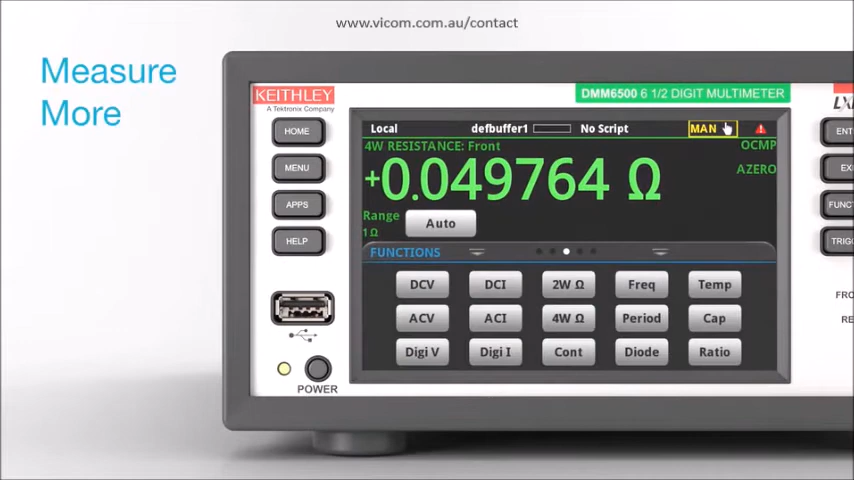 www.vicom.com.au/contact
Measure
More
KEITHLEY
A Tektronix Company
DMM6500 6 1/2 DIGIT MULTIMETER
HOME
MENU
APPS
HELP
POWER
Local defbuffer1 No Script MAN
4W RESISTANCE: Front OCMP
+0.049764 Ω AZERO
Range Auto
1 Ω
FUNCTIONS
DCV DCI 2W Ω Freq Temp
ACV ACI 4W Ω Period Cap
Digi V Digi I Cont Diode Ratio